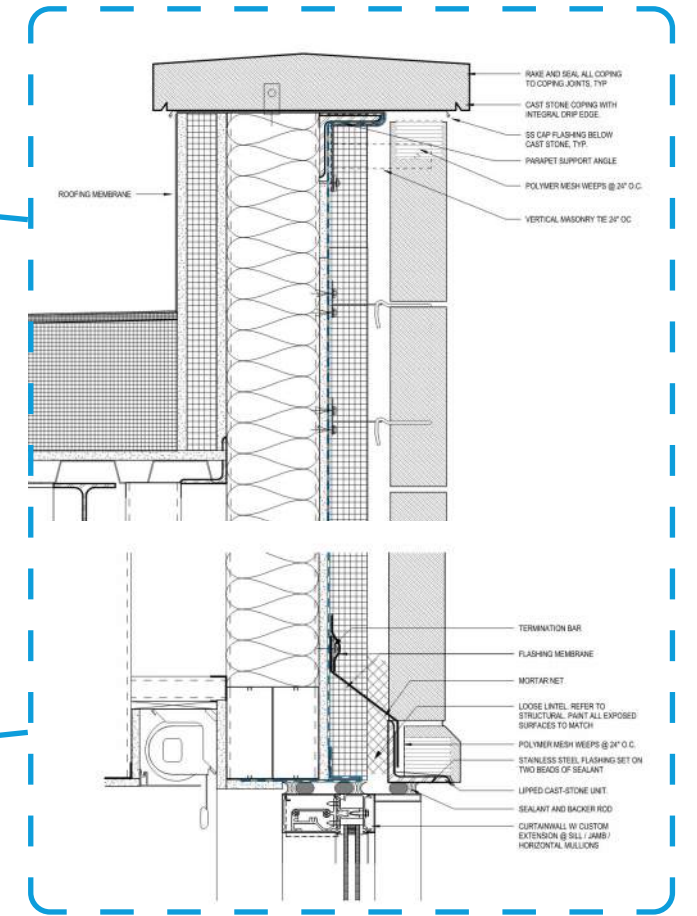 RAKE AND SEAL ALL COPING
TO COPING JOINTS, TYP
CAST STONE COPING WITH
INTEGRAL DRIP EDGE.
SS CAP FLASHING BELOW
CAST STONE, TYP.
PARAPET SUPPORT ANGLE
ROOFING MEMBRANE
POLYMER MESH WEEPS @ 24" O.C.
VERTICAL MASONRY TIE 24" OC
TERMINATION BAR
FLASHING MEMBRANE
MORTAR NET
LOOSE LINTEL. REFER TO
STRUCTURAL. PAINT ALL EXPOSED
SURFACES TO MATCH
POLYMER MESH WEEPS @ 24" O.C.
STAINLESS STEEL FLASHING SET ON
TWO BEADS OF SEALANT
LIPPED CAST-STONE UNIT.
SEALANT AND BACKER ROD
CURTAINWALL W/ CUSTOM
EXTENSION @ SILL / JAMB /
HORIZONTAL MULLIONS